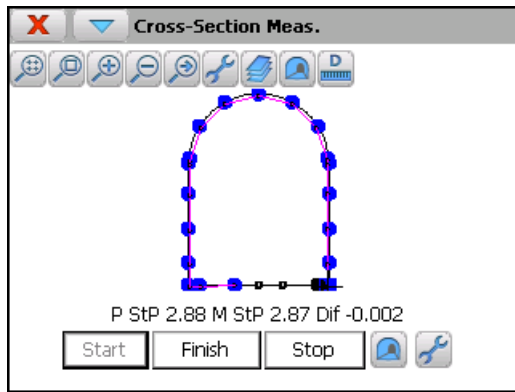 X Cross-Section Meas.
D
P StP 2.88 M StP 2.87 Dif -0.002
Start Finish Stop